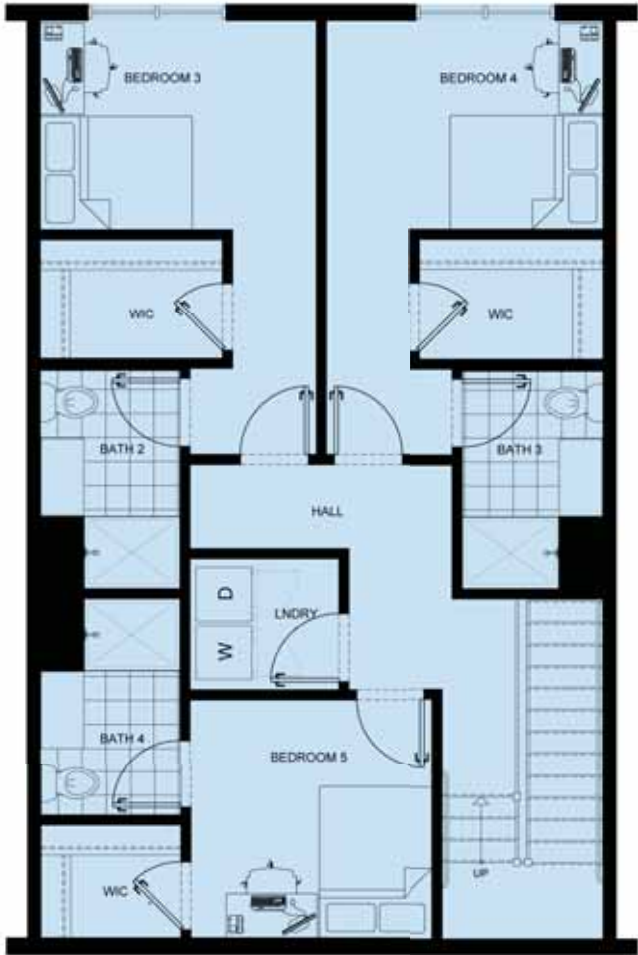 BEDROOM 3
BEDROOM 4
WIC
WIC
BATH 2
BATH 3
HALL
D
LNDRY
W
BATH 4
BEDROOM 5
UP
WIC